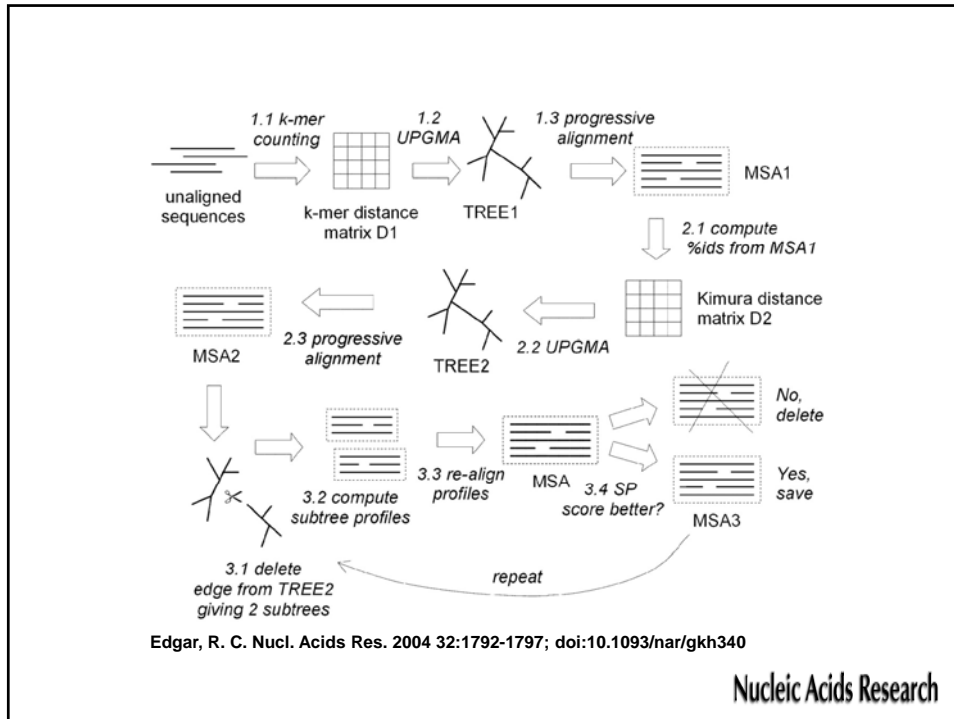 1.1 k-mer
counting
1.2
UPGMA
1.3 progressive
alignment
unaligned
sequences
k-mer distance
matrix D1
TREE1
MSA1
2.1 compute
%ids from MSA1
Kimura distance
matrix D2
2.2 UPGMA
TREE2
2.3 progressive
alignment
MSA2
3.1 delete
edge from TREE2
giving 2 subtrees
3.2 compute
subtree profiles
3.3 re-align
profiles
MSA
3.4 SP
score better?
No,
delete
Yes,
save
MSA3
repeat
Edgar, R. C. Nucl. Acids Res. 2004 32:1792-1797; doi:10.1093/nar/gkh340
Nucleic Acids Research